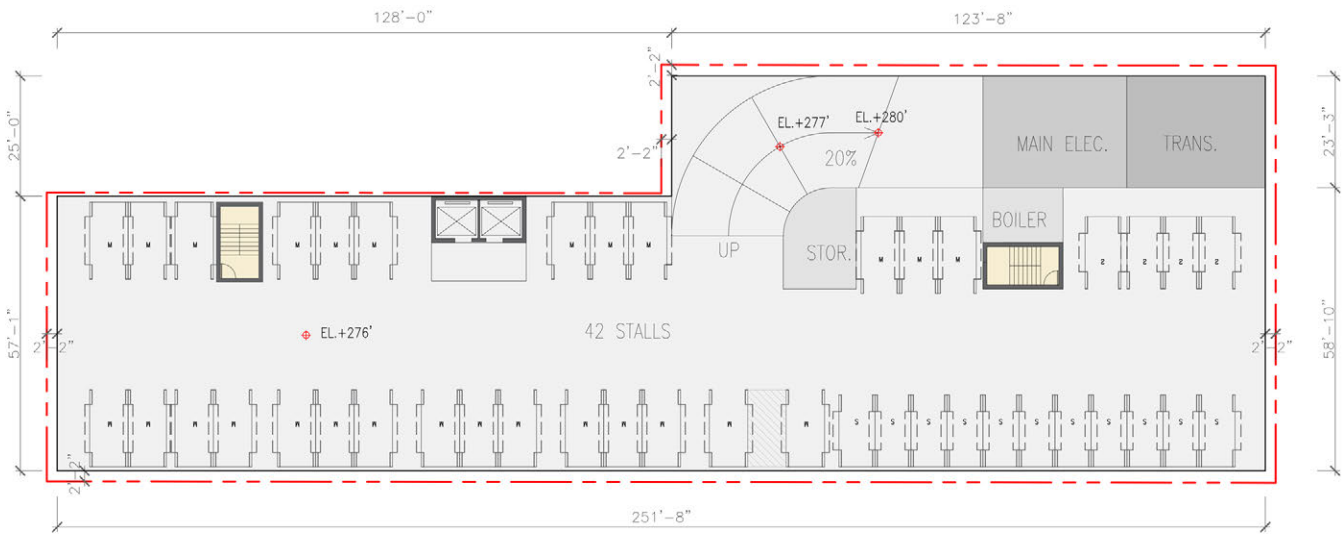 128'-0"
123'-8"
2'-2"
25'-0"
2'-2"
EL.+277'
EL.+280'
20%
MAIN ELEC.
TRANS.
23'-3"
UP
STOR.
BOILER
M M M M M M M M M M M M S S S S
57'-1"
2'-2"
EL.+276'
42 STALLS
2'-2"
58'-10"
M M M M M M M M M M M M M M M S S S S S S S S S S S
2'-2"
251'-8"